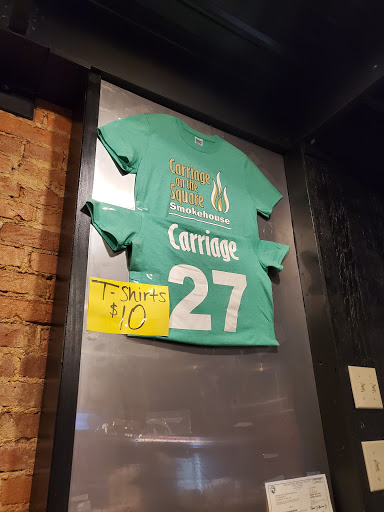 Carriage
on the
Square
Smokehouse
Carriage
27
T-Shirts
$10